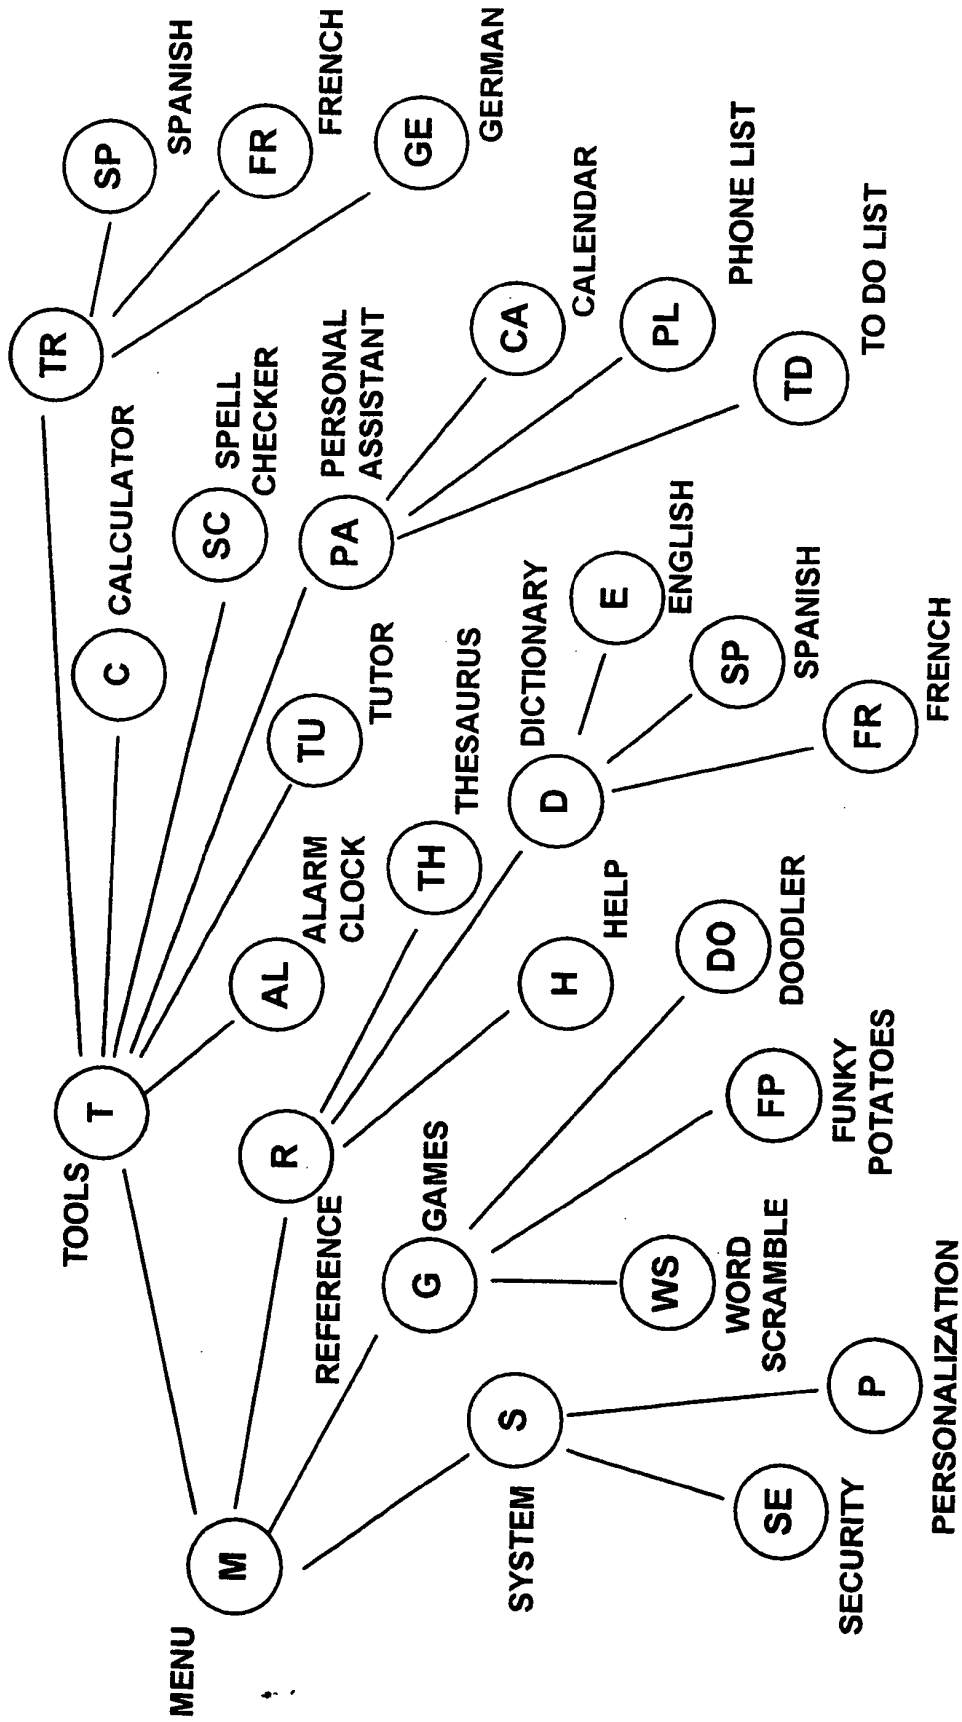 MENU
M
TOOLS
T
TR
SP
SPANISH
FR
FRENCH
GE
GERMAN
C
CALCULATOR
SC
SPELL
CHECKER
PA
PERSONAL
ASSISTANT
CA
CALENDAR
PL
PHONE LIST
TD
TO DO LIST
TU
TUTOR
AL
ALARM
CLOCK
R
REFERENCE
TH
THESAURUS
D
DICTIONARY
E
ENGLISH
SP
SPANISH
FR
FRENCH
H
HELP
G
GAMES
DO
DOODLER
FP
FUNKY
POTATOES
WS
WORD
SCRAMBLE
S
SYSTEM
P
PERSONALIZATION
SE
SECURITY